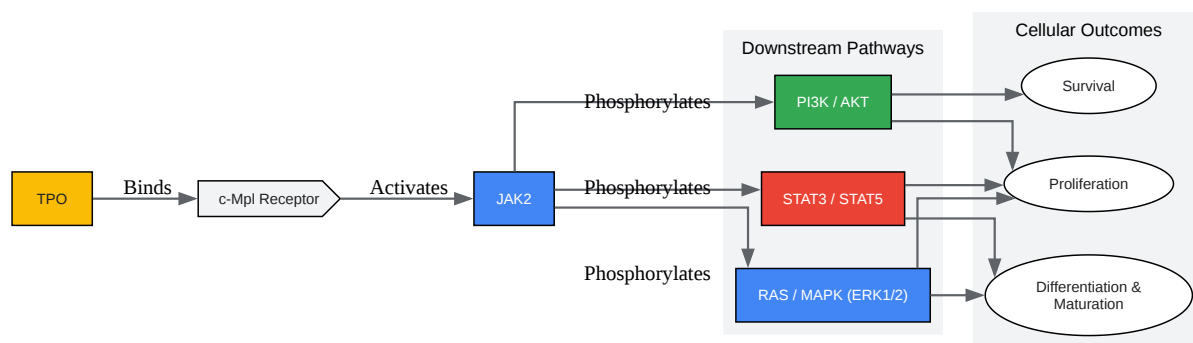 Cellular Outcomes
Downstream Pathways
Survival
Phosphorylates
PI3K / AKT
Binds
Activates
Phosphorylates
Proliferation
TPO
c-Mpl Receptor
JAK2
STAT3 / STAT5
Phosphorylates
RAS / MAPK (ERK1/2)
Differentiation &
Maturation